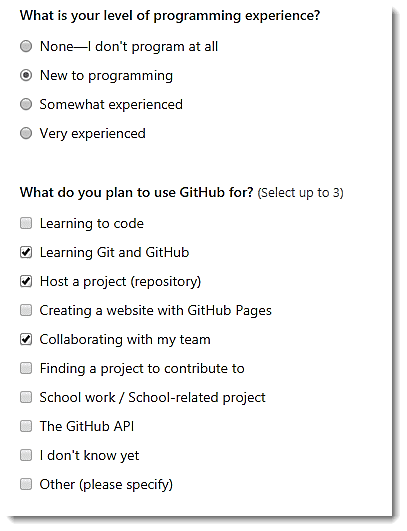 What is your level of programming experience?
None—I don't program at all
New to programming
Somewhat experienced
Very experienced
What do you plan to use GitHub for? (Select up to 3)
Learning to code
Learning Git and GitHub
Host a project (repository)
Creating a website with GitHub Pages
Collaborating with my team
Finding a project to contribute to
School work / School-related project
The GitHub API
I don't know yet
Other (please specify)